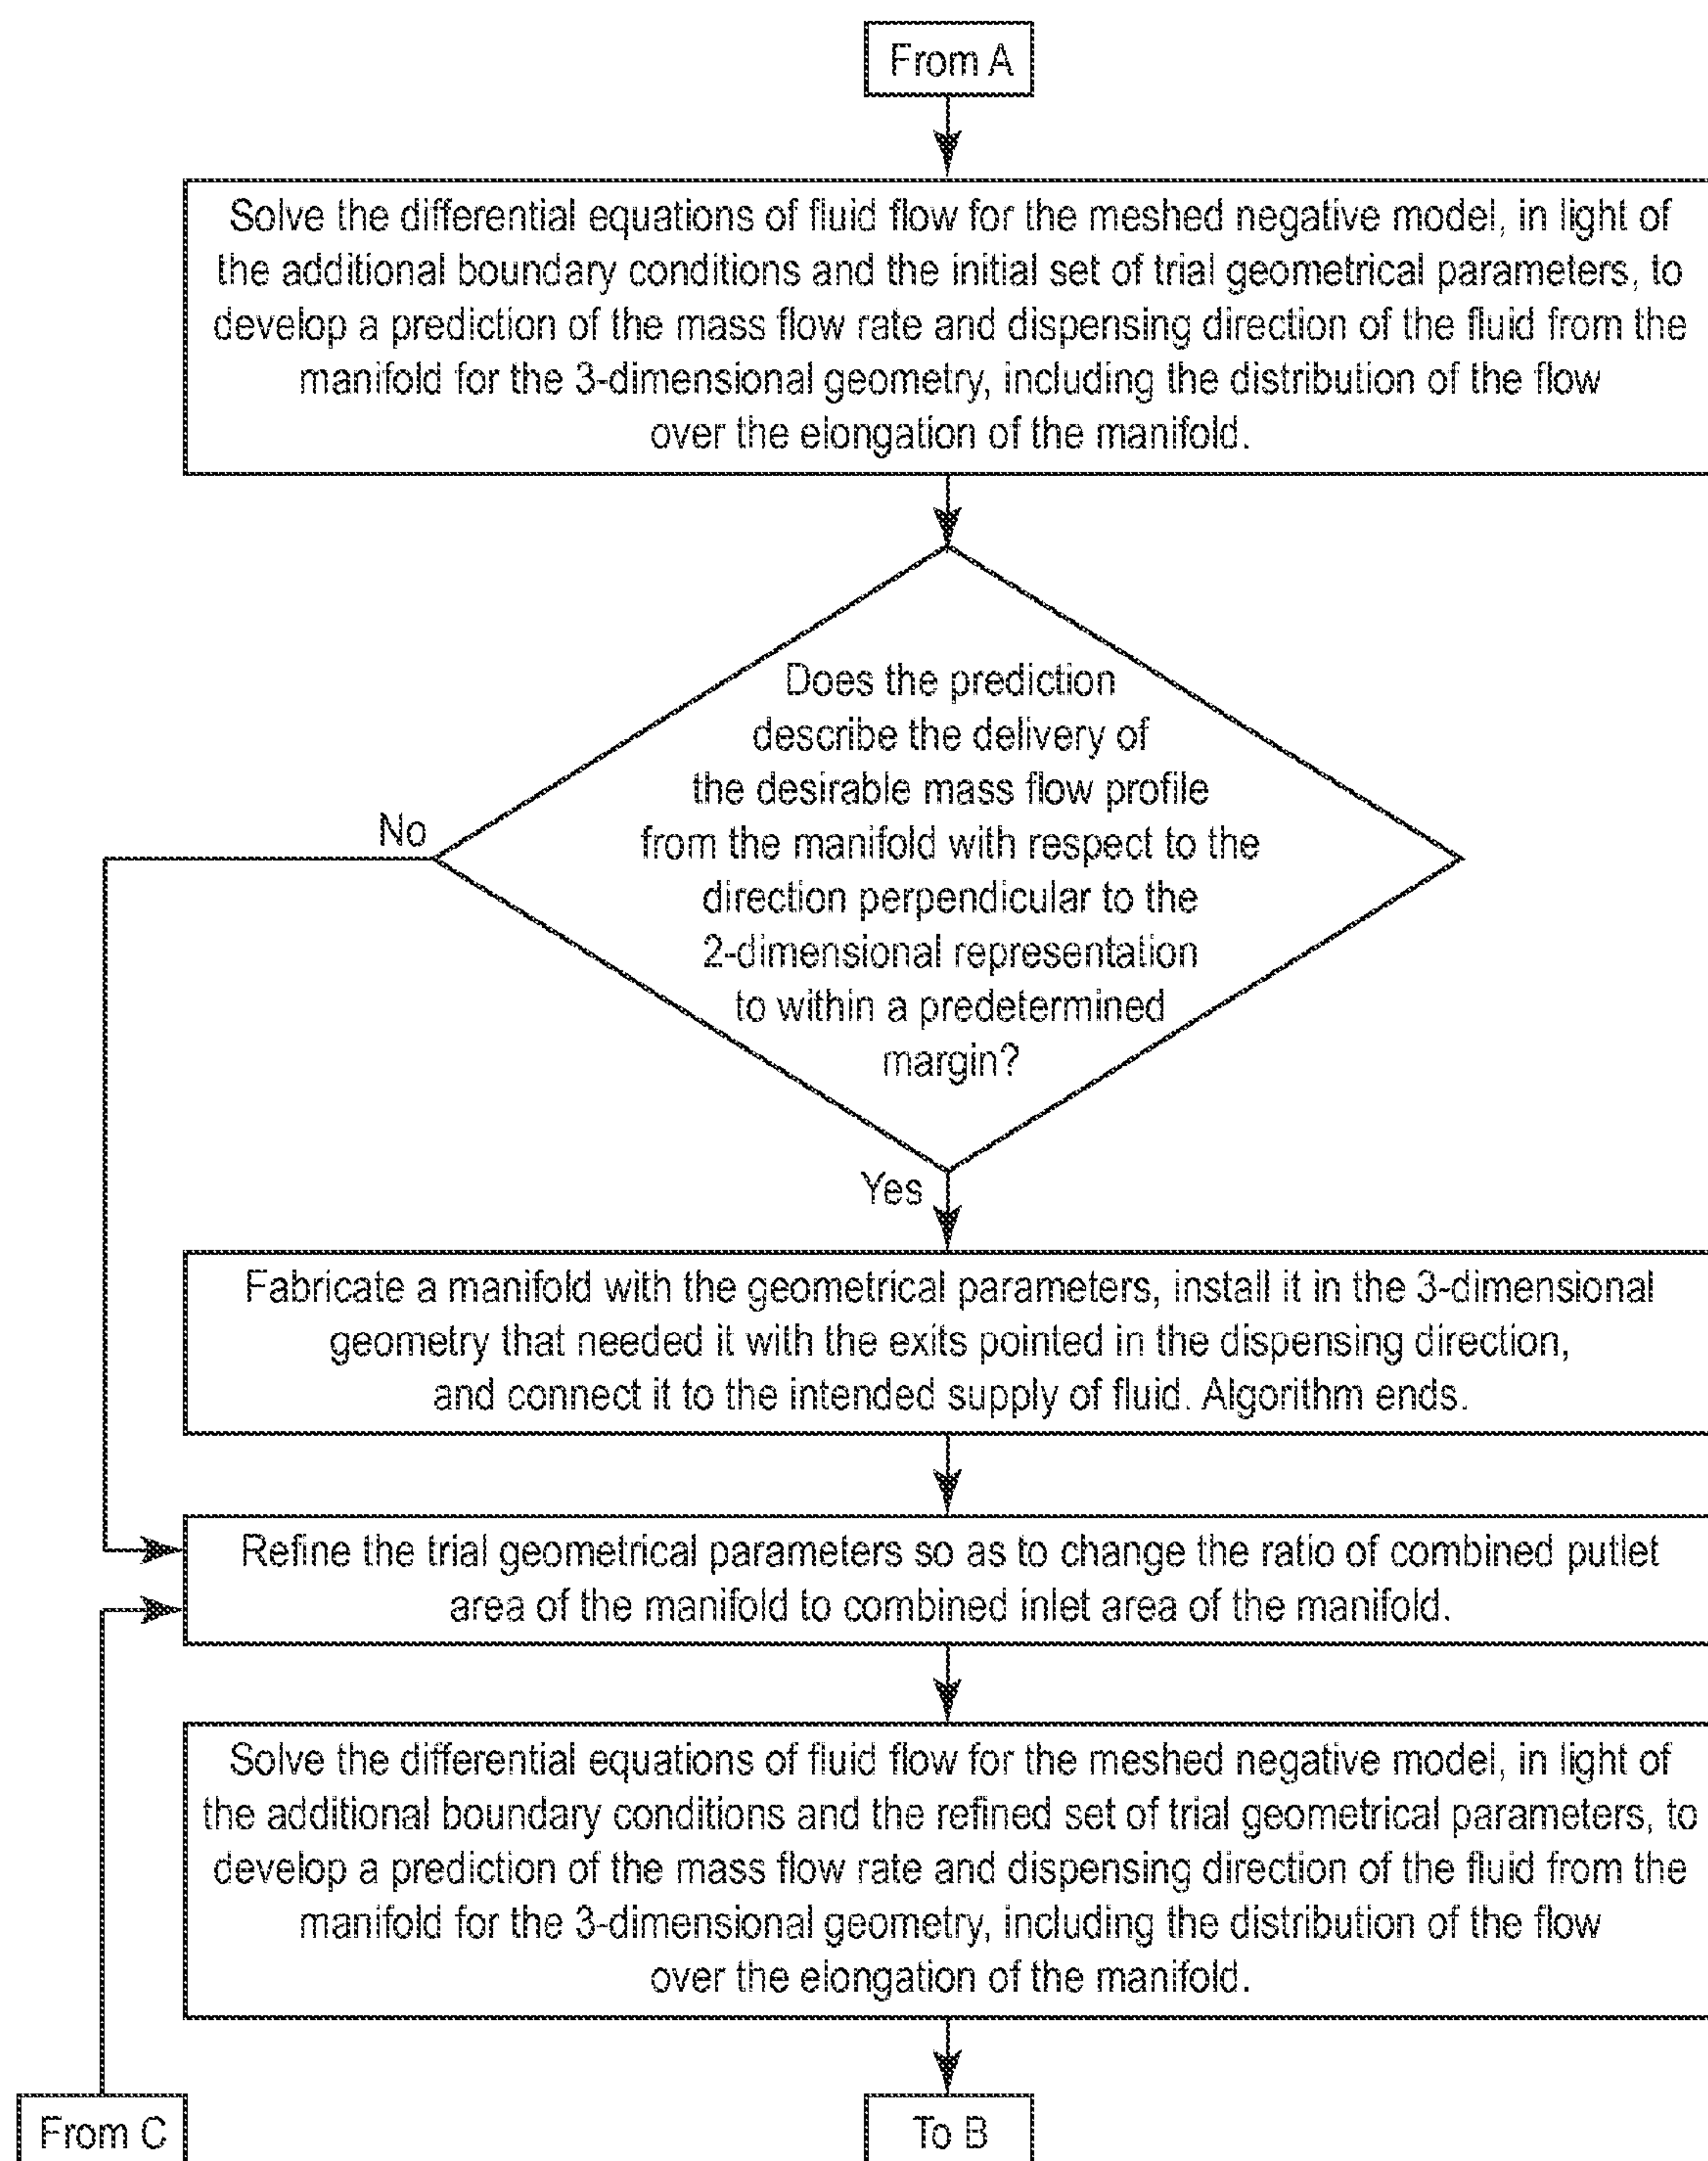 From A
Solve the differential equations of fluid flow for the meshed negative model, in light of
the additional boundary conditions and the initial set of trial geometrical parameters, to
develop a prediction of the mass flow rate and dispensing direction of the fluid from the
manifold for the 3-dimensional geometry, including the distribution of the flow
over the elongation of the manifold.
Does the prediction
describe the delivery of
the desirable mass flow profile
from the manifold with respect to the
direction perpendicular to the
2-dimensional representation
to within a predetermined
margin?
No
Yes
Fabricate a manifold with the geometrical parameters, install it in the 3-dimensional
geometry that needed it with the exits pointed in the dispensing direction,
and connect it to the intended supply of fluid. Algorithm ends.
Refine the trial geometrical parameters so as to change the ratio of combined putlet
area of the manifold to combined inlet area of the manifold.
Solve the differential equations of fluid flow for the meshed negative model, in light of
the additional boundary conditions and the refined set of trial geometrical parameters, to
develop a prediction of the mass flow rate and dispensing direction of the fluid from the
manifold for the 3-dimensional geometry, including the distribution of the flow
over the elongation of the manifold.
From C
To B